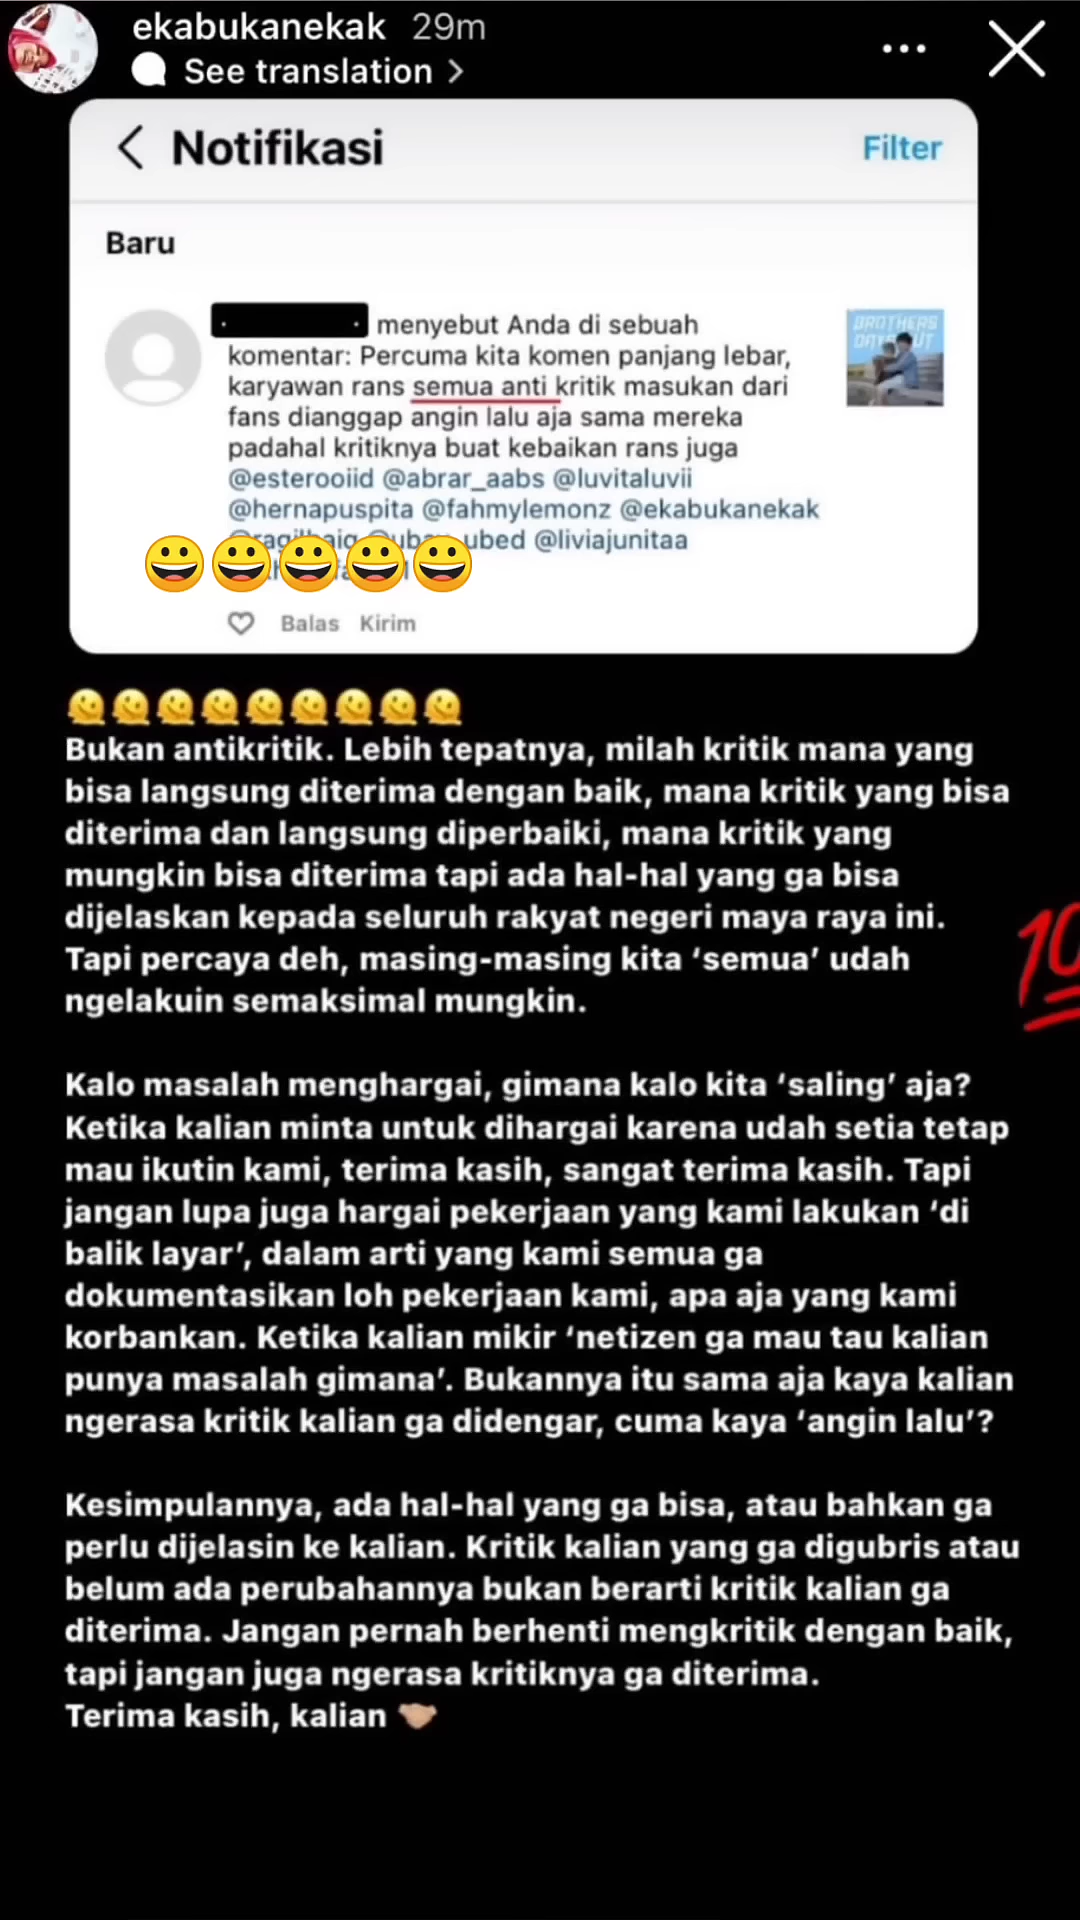 ekabukanekak 29m
See translation >
Notifikasi
Filter
Baru
menyebut Anda di sebuah
komentar: Percuma kita komen panjang lebar,
karyawan rans semua anti kritik masukan dari
fans dianggap angin lalu aja sama mereka
padahal kritiknya buat kebaikan rans juga
@esterooiid @abrar_aabs @luvitaluvii
@hernapuspita @fahmylemonz @ekabukanekak
@liviajunitaa
BROTHERS
DAY OUT
Balas Kirim
🫠🫠🫠🫠🫠🫠🫠🫠🫠
Bukan antikritik. Lebih tepatnya, milah kritik mana yang
bisa langsung diterima dengan baik, mana kritik yang bisa
diterima dan langsung diperbaiki, mana kritik yang
mungkin bisa diterima tapi ada hal-hal yang ga bisa
dijelaskan kepada seluruh rakyat negeri maya raya ini.
Tapi percaya deh, masing-masing kita ‘semua’ udah
ngelakuin semaksimal mungkin.
Kalo masalah menghargai, gimana kalo kita ‘saling’ aja?
Ketika kalian minta untuk dihargai karena udah setia tetap
mau ikutin kami, terima kasih, sangat terima kasih. Tapi
jangan lupa juga hargai pekerjaan yang kami lakukan ‘di
balik layar’, dalam arti yang kami semua ga
dokumentasikan loh pekerjaan kami, apa aja yang kami
korbankan. Ketika kalian mikir ‘netizen ga mau tau kalian
punya masalah gimana’. Bukannya itu sama aja kaya kalian
ngerasa kritik kalian ga didengar, cuma kaya ‘angin lalu’?
Kesimpulannya, ada hal-hal yang ga bisa, atau bahkan ga
perlu dijelasin ke kalian. Kritik kalian yang ga digubris atau
belum ada perubahannya bukan berarti kritik kalian ga
diterima. Jangan pernah berhenti mengkritik dengan baik,
tapi jangan juga ngerasa kritiknya ga diterima.
Terima kasih, kalian